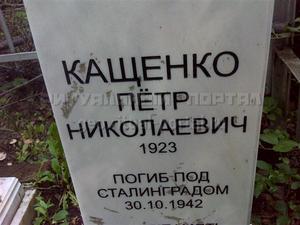 КАЩЕНКО
ПЁТР
НИКОЛАЕВИЧ
1923
ПОГИБ ПОД
СТАЛИНГРАДОМ
30.10.1942